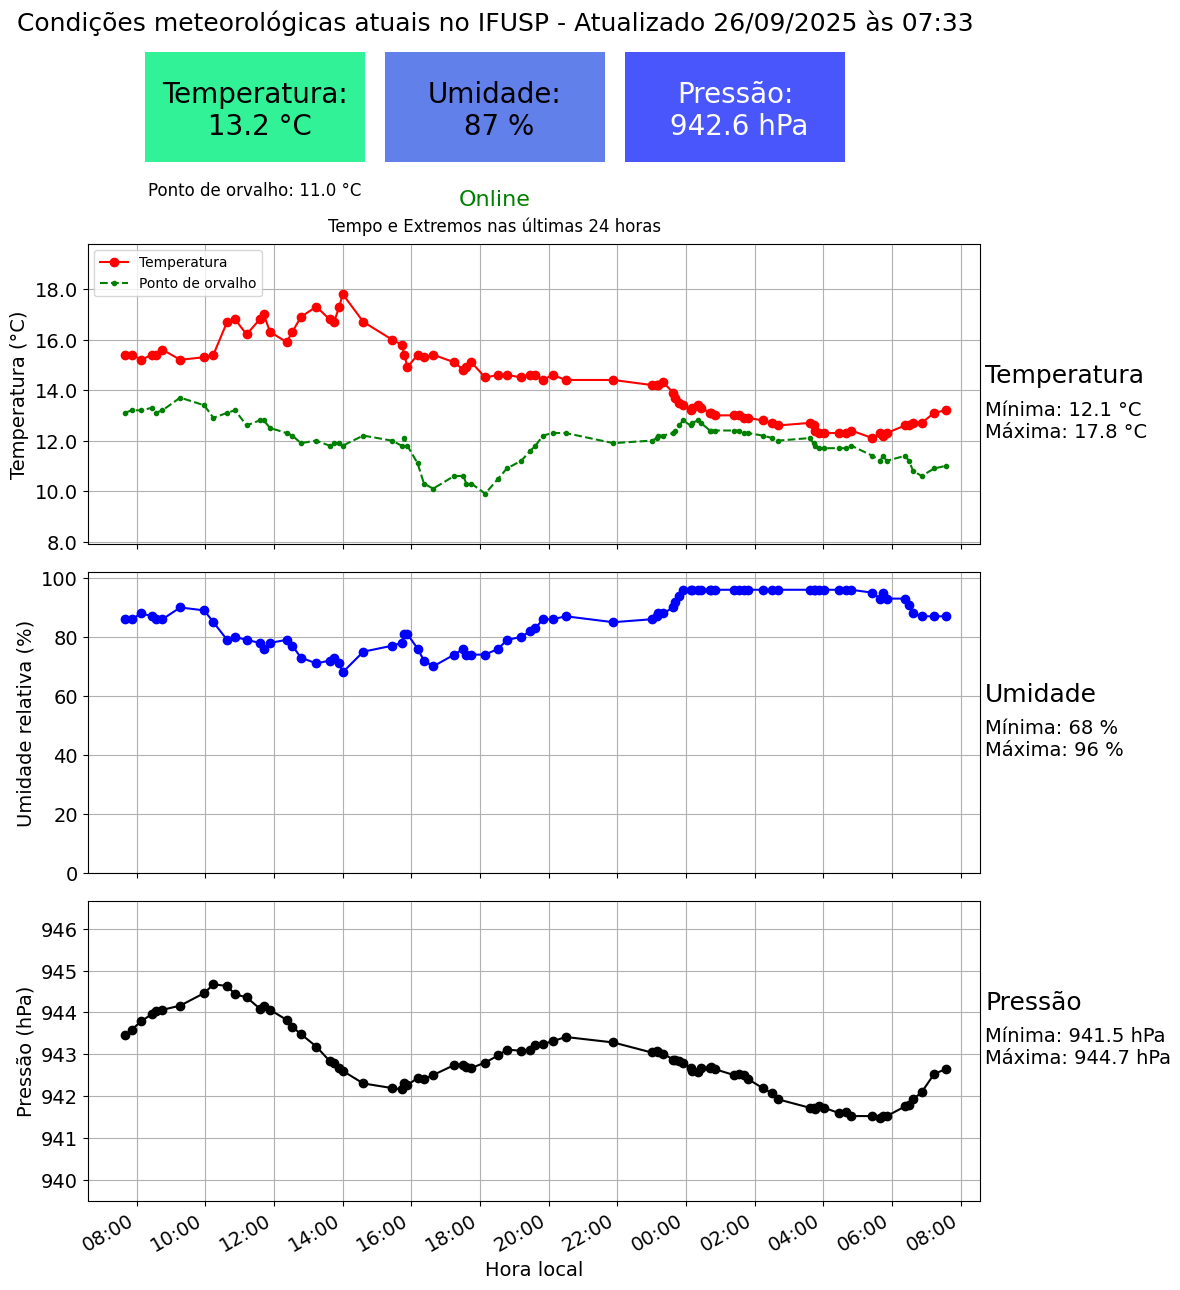 Condições meteorológicas atuais no IFUSP - Atualizado 26/09/2025 às 07:33
Temperatura:
13.2 °C
Umidade:
87 %
Pressão:
942.6 hPa
Ponto de orvalho: 11.0 °C
Online
Tempo e Extremos nas últimas 24 horas
Temperatura
Ponto de orvalho
Temperatura (°C)
18.0
16.0
14.0
12.0
10.0
8.0
Temperatura
Mínima: 12.1 °C
Máxima: 17.8 °C
Umidade relativa (%)
100
80
60
40
20
0
Umidade
Mínima: 68 %
Máxima: 96 %
Pressão (hPa)
946
945
944
943
942
941
940
Pressão
Mínima: 941.5 hPa
Máxima: 944.7 hPa
08:00
10:00
12:00
14:00
16:00
18:00
20:00
22:00
00:00
02:00
04:00
06:00
08:00
Hora local